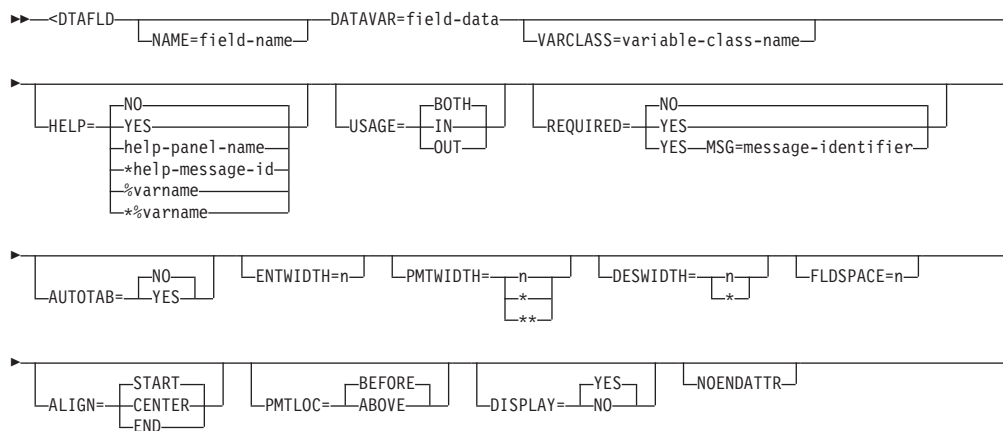 <DTAFLD DATAVAR=field-data
NAME=field-name VARCLASS=variable-class-name
NO BOTH NO
HELP= YES USAGE= IN REQUIRED= YES
help-panel-name OUT YES MSG=message-identifier
*help-message-id
%varname
*%varname
NO
AUTOTAB= YES ENTWIDTH=n PMTWIDTH= n DESWIDTH= n FLDSPACE=n
* *
**
START BEFORE YES
ALIGN= CENTER PMTLOC= ABOVE DISPLAY= NO NOENDATTR
END